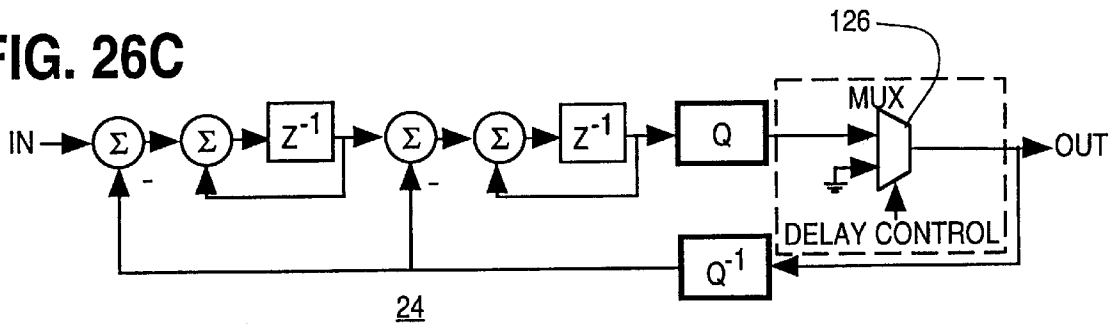 FIG. 26C
126
MUX
IN Σ Σ Z-1 Σ Σ Z-1 Q OUT
- -
DELAY CONTROL
Q-1
24